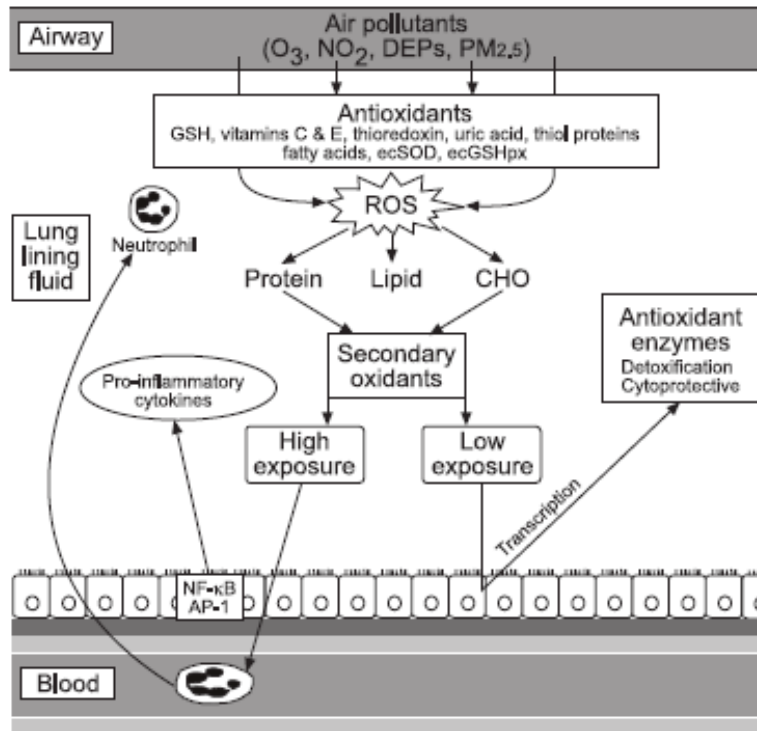 Airway
Air pollutants
(O₃, NO₂, DEPs, PM₂.₅)
Antioxidants
GSH, vitamins C & E, thioredoxin, uric acid, thiol proteins
fatty acids, ecSOD, ecGSHpx
ROS
Neutrophil
Lung
lining
fluid
Protein
Lipid
CHO
Secondary
oxidants
Antioxidant
enzymes
Detoxification
Cytoprotective
Pro-inflammatory
cytokines
High
exposure
Low
exposure
Transcription
NF-κB
AP-1
Blood